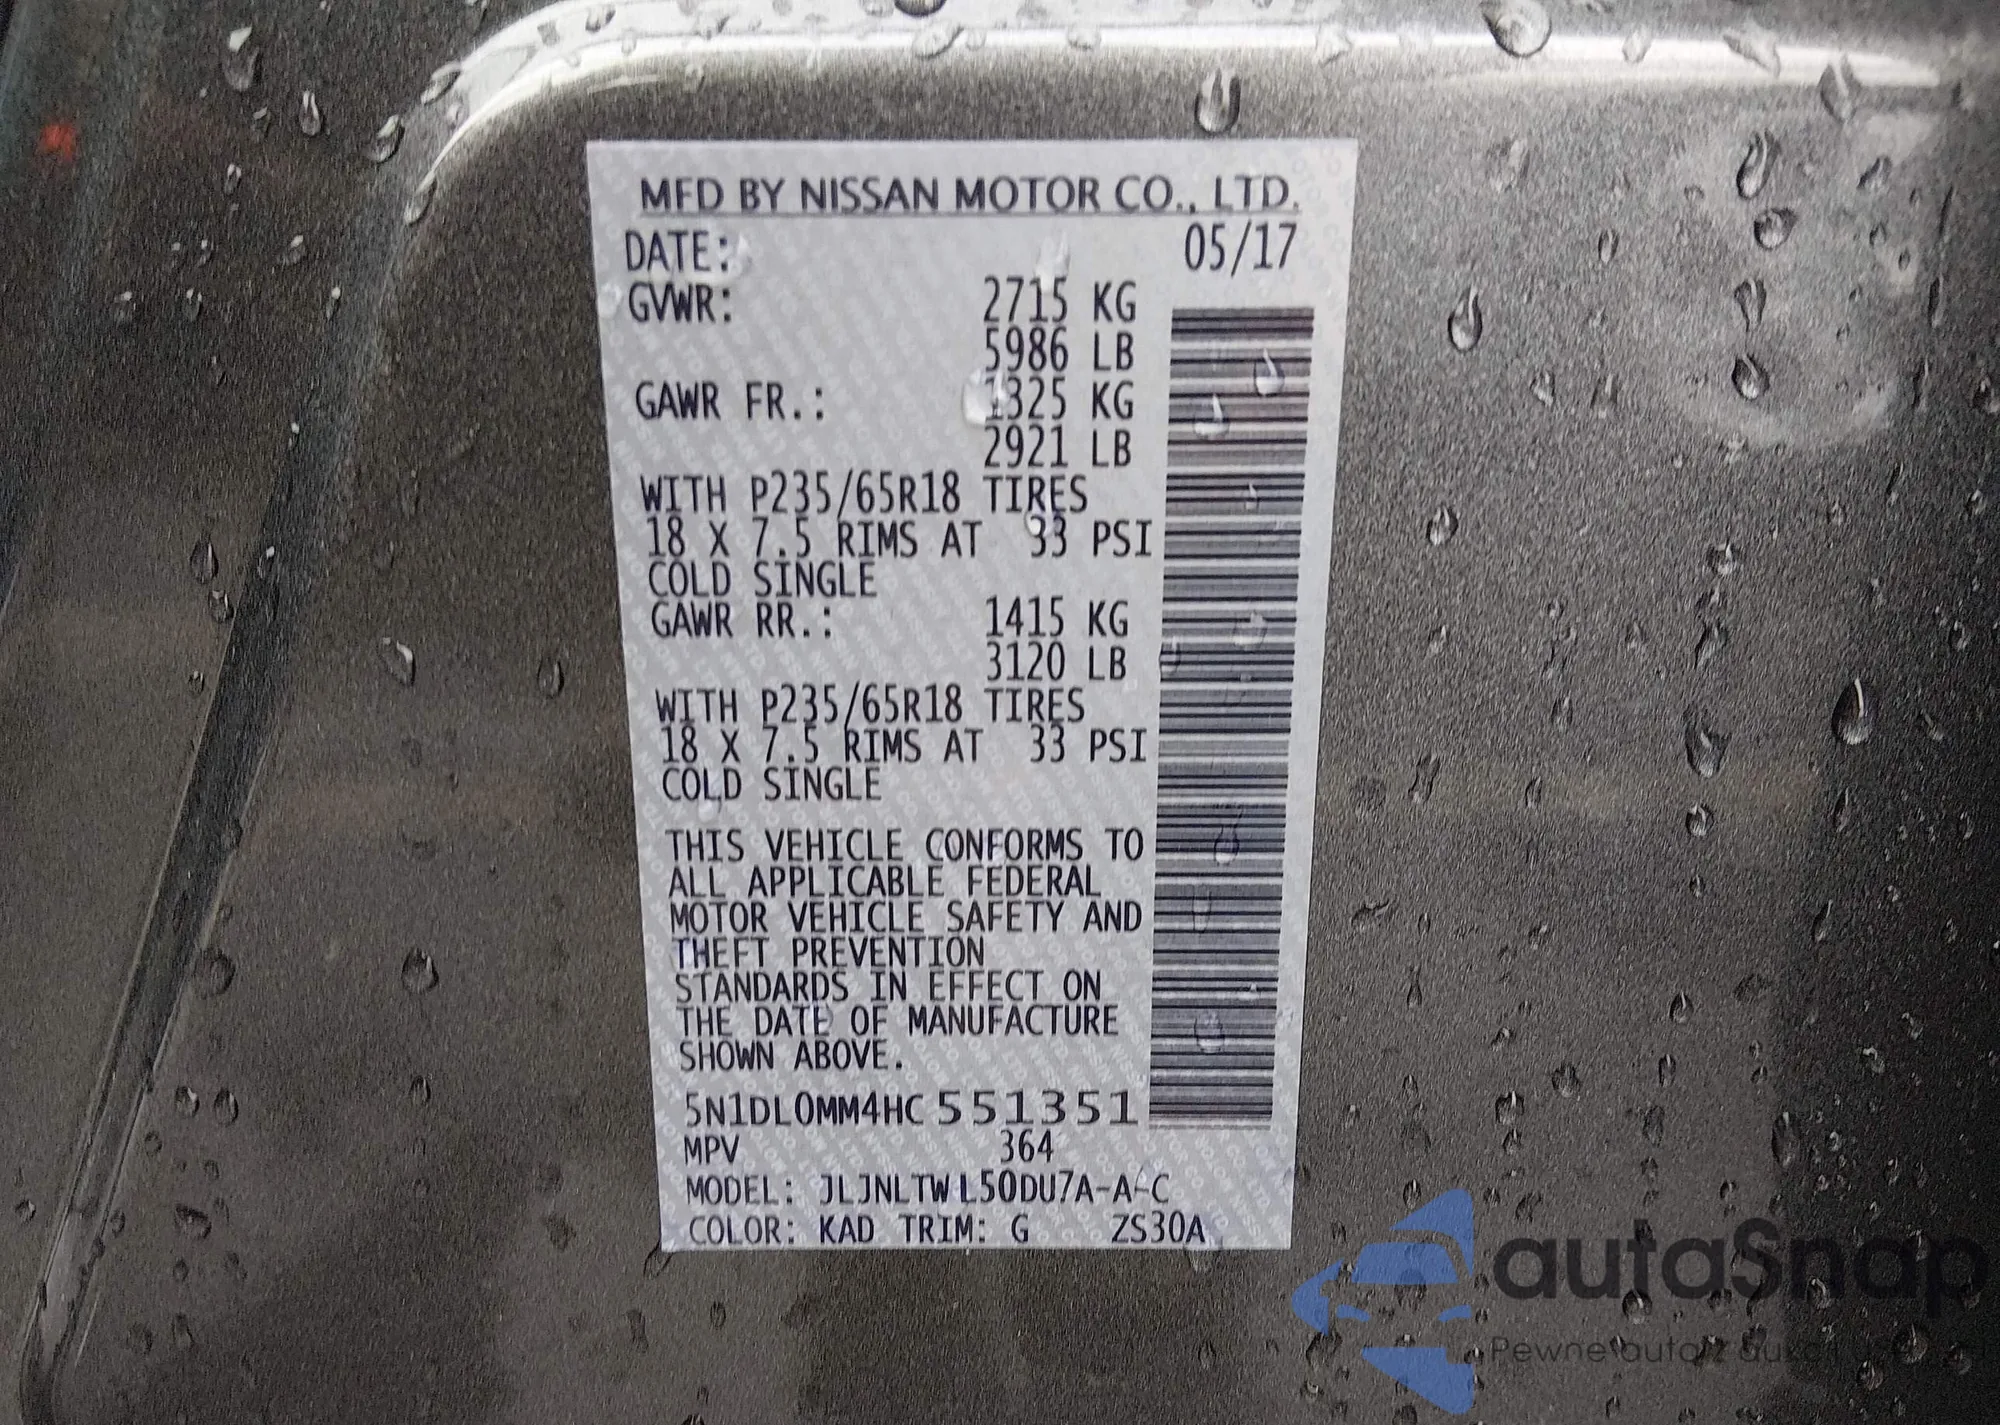 MFD BY NISSAN MOTOR CO., LTD.
DATE: 05/17
GVWR: 2715 KG
5986 LB
GAWR FR.: 1325 KG
2921 LB
WITH P235/65R18 TIRES
18 X 7.5 RIMS AT 33 PSI
COLD SINGLE
GAWR RR.: 1415 KG
3120 LB
WITH P235/65R18 TIRES
18 X 7.5 RIMS AT 33 PSI
COLD SINGLE
THIS VEHICLE CONFORMS TO
ALL APPLICABLE FEDERAL
MOTOR VEHICLE SAFETY AND
THEFT PREVENTION
STANDARDS IN EFFECT ON
THE DATE OF MANUFACTURE
SHOWN ABOVE.
5N1DL0MM4HC551351
MPV 364
MODEL: JLJNLTWL50DU7A-A-C
COLOR: KAD TRIM: G ZS30A
autaSnap
Pewne auto z